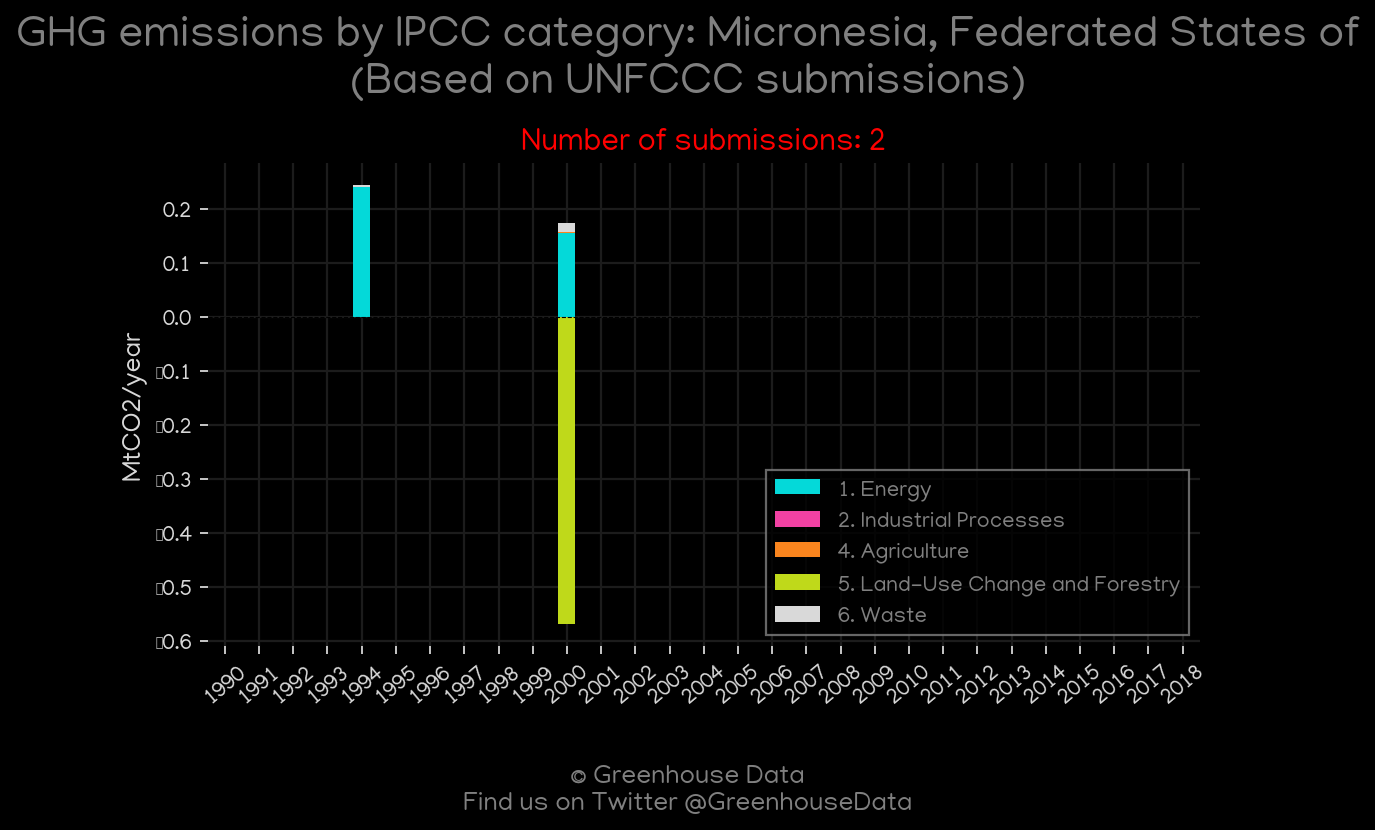 GHG emissions by IPCC category: Micronesia, Federated States of
(Based on UNFCCC submissions)
Number of submissions: 2
0.2
0.1
0.0
▯0.1
▯0.2
▯0.3
▯0.4
▯0.5
▯0.6
MtCO2/year
1. Energy
2. Industrial Processes
4. Agriculture
5. Land-Use Change and Forestry
6. Waste
1990 1991 1992 1993 1994 1995 1996 1997 1998 1999 2000 2001 2002 2003 2004 2005 2006 2007 2008 2009 2010 2011 2012 2013 2014 2015 2016 2017 2018
© Greenhouse Data
Find us on Twitter @GreenhouseData